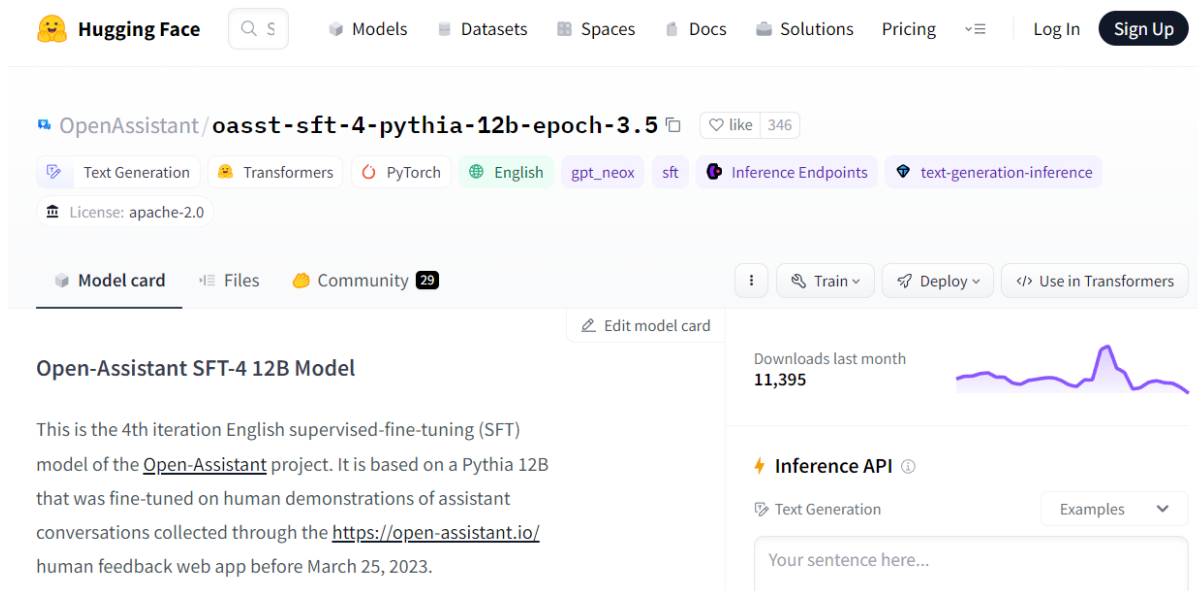 Hugging Face S Models Datasets Spaces Docs Solutions Pricing Log In Sign Up
OpenAssistant/oasst-sft-4-pythia-12b-epoch-3.5 like 346
Text Generation Transformers PyTorch English gpt_neox sft Inference Endpoints text-generation-inference
License: apache-2.0
Model card Files Community 29 Train Deploy </> Use in Transformers
Edit model card
Open-Assistant SFT-4 12B Model
This is the 4th iteration English supervised-fine-tuning (SFT)
model of the Open-Assistant project. It is based on a Pythia 12B
that was fine-tuned on human demonstrations of assistant
conversations collected through the https://open-assistant.io/
human feedback web app before March 25, 2023.
Downloads last month
11,395
Inference API
Text Generation Examples
Your sentence here...